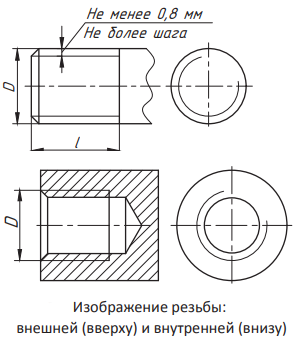 Не менее 0,8 мм
Не более шага
D
l
D
Изображение резьбы:
внешней (вверху) и внутренней (внизу)